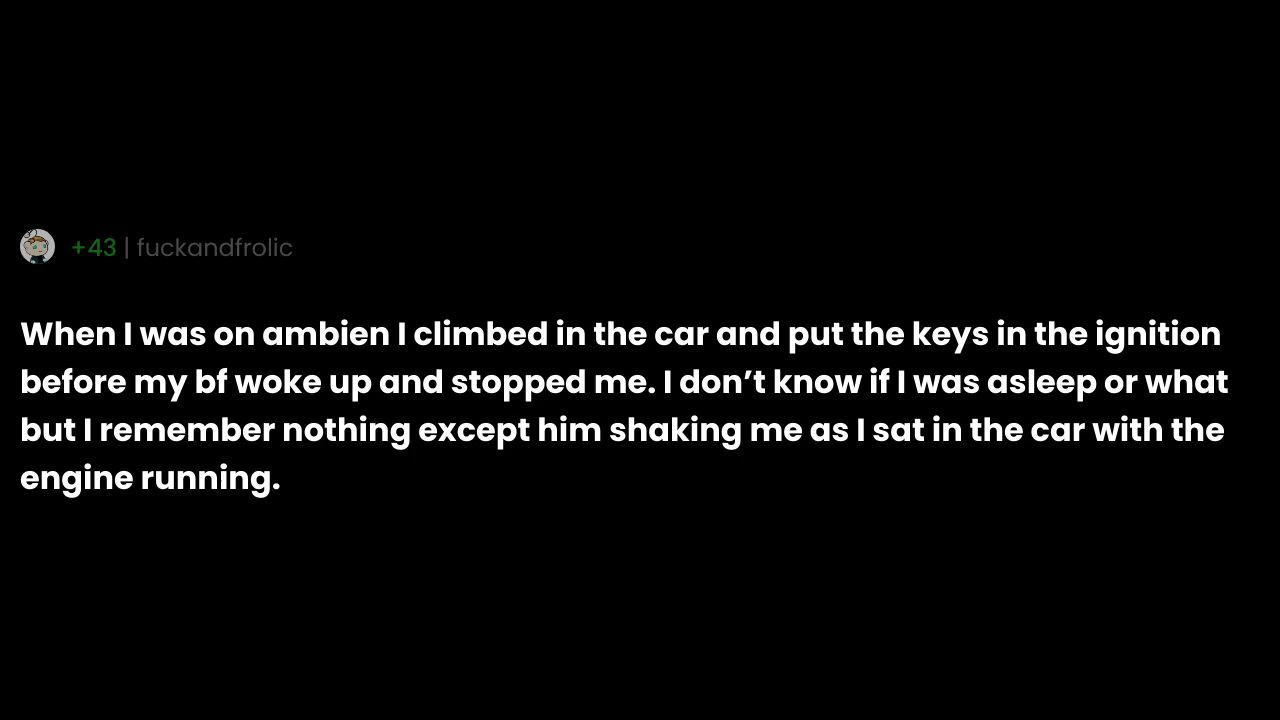 +43 | fuckandfrolic
When I was on ambien I climbed in the car and put the keys in the ignition
before my bf woke up and stopped me. I don’t know if I was asleep or what
but I remember nothing except him shaking me as I sat in the car with the
engine running.